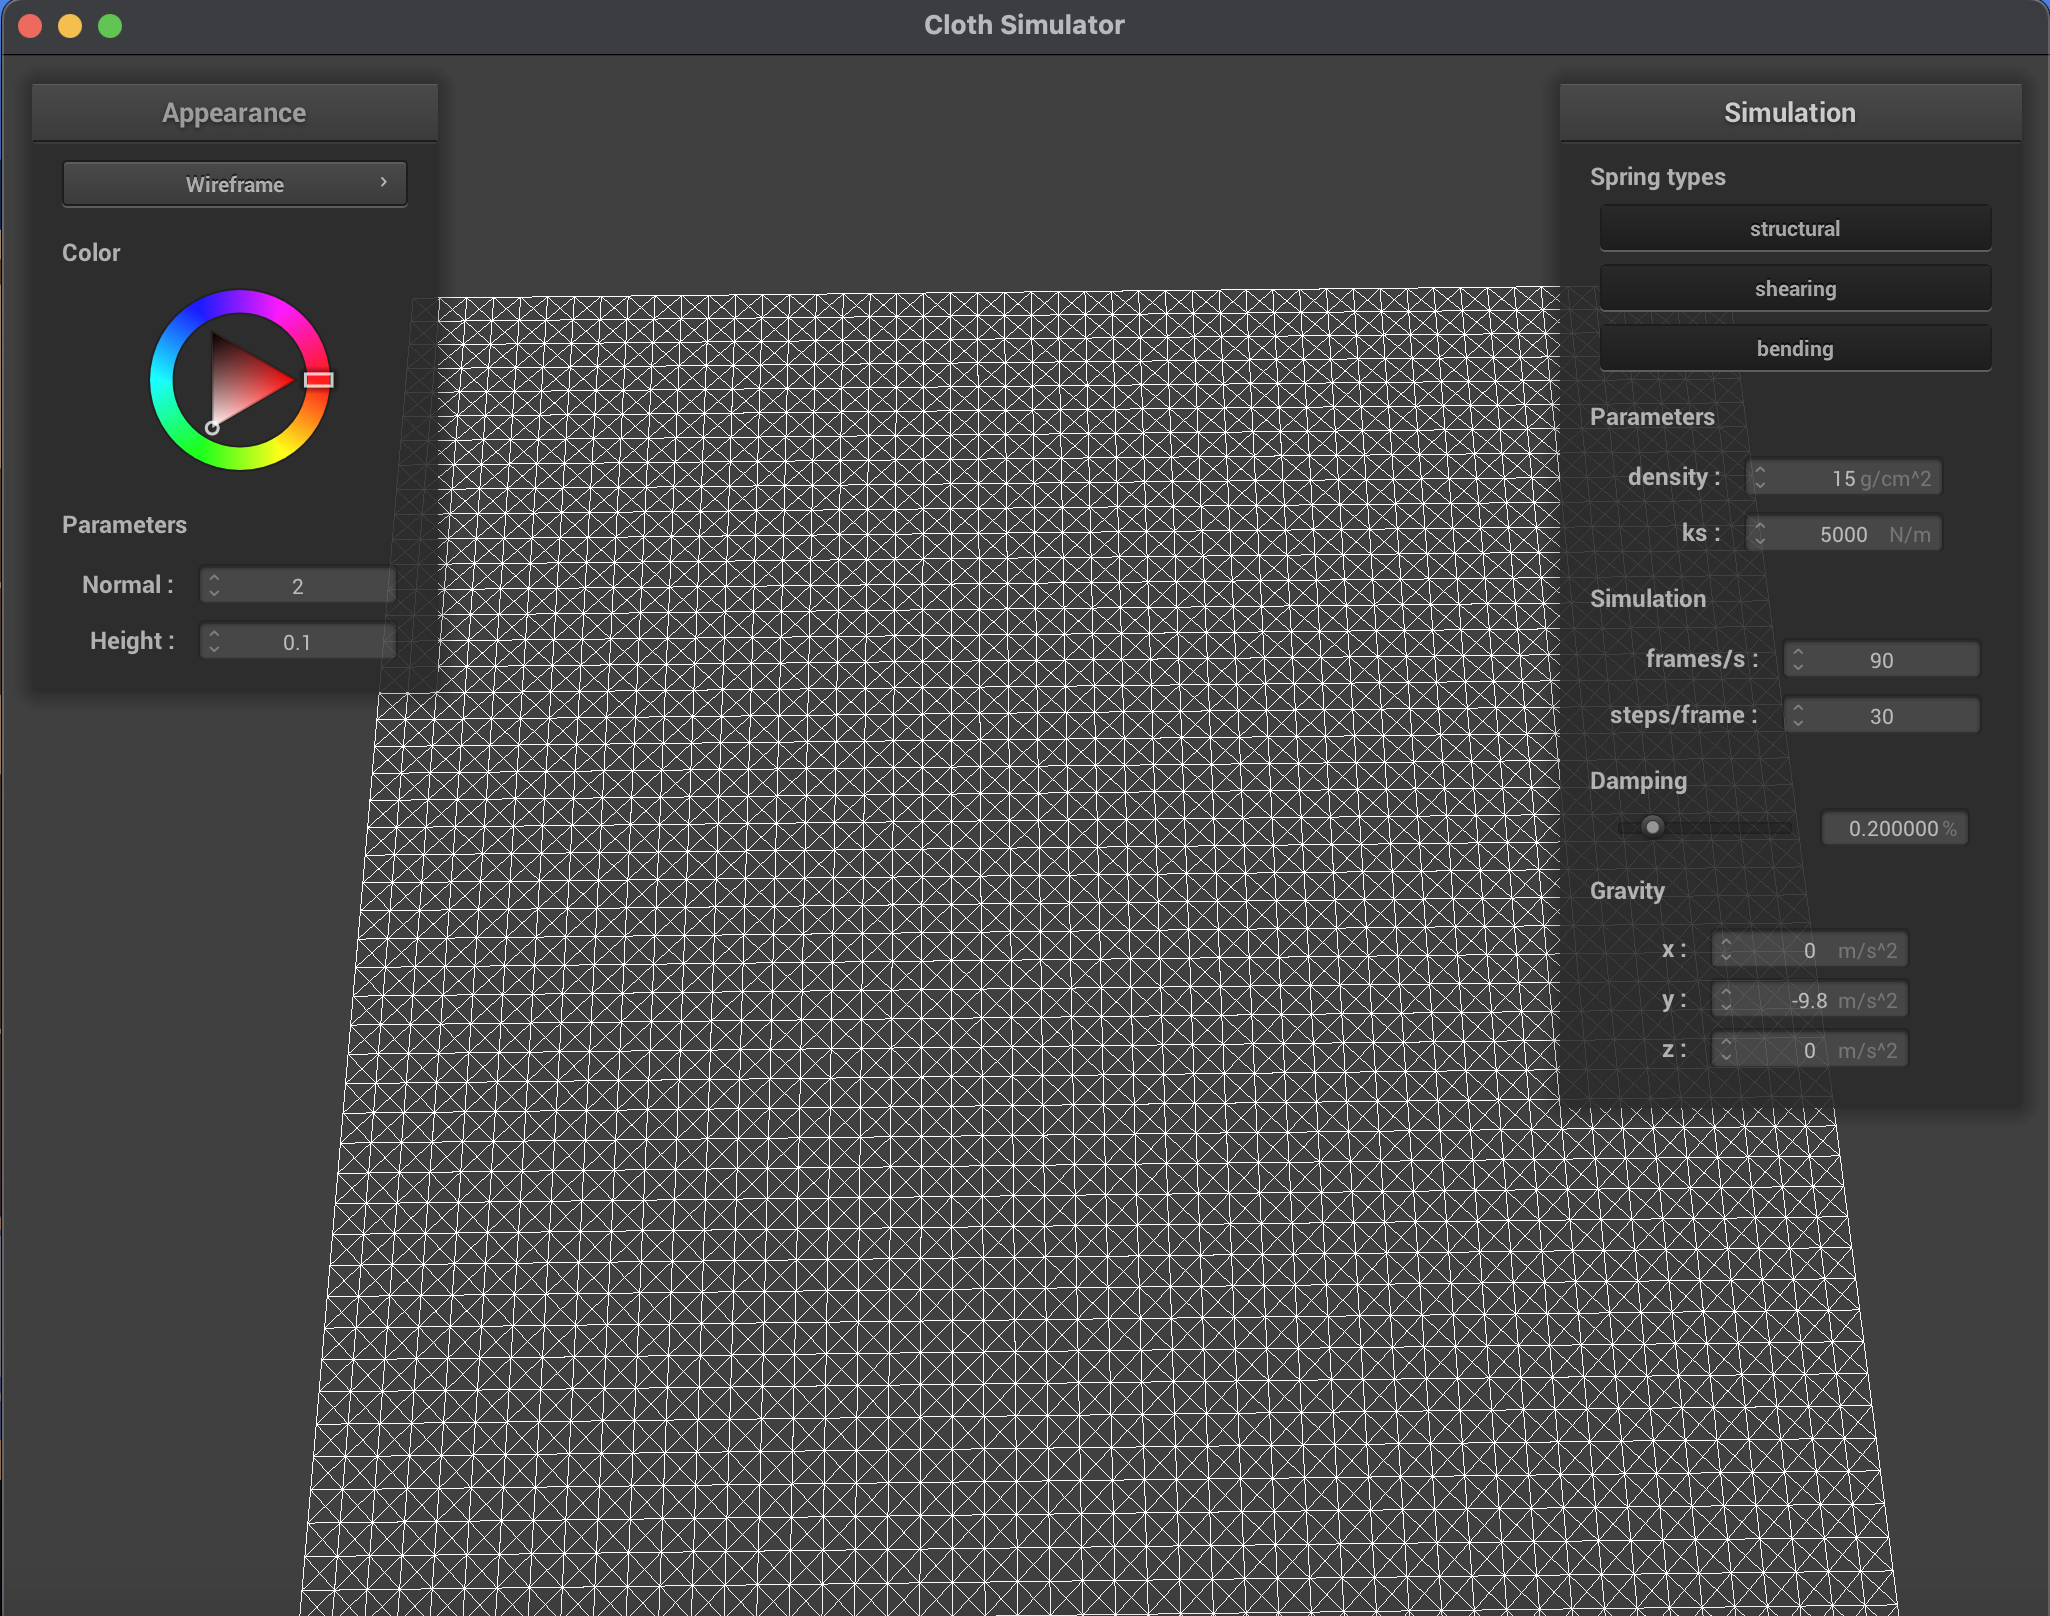 Cloth Simulator
Appearance
Wireframe
Color
Parameters
Normal : 2
Height : 0.1
Simulation
Spring types
structural
shearing
bending
Parameters
density : 15 g/cm^2
ks : 5000 N/m
Simulation
frames/s : 90
steps/frame : 30
Damping
0.200000 %
Gravity
x : 0 m/s^2
y : -9.8 m/s^2
z : 0 m/s^2